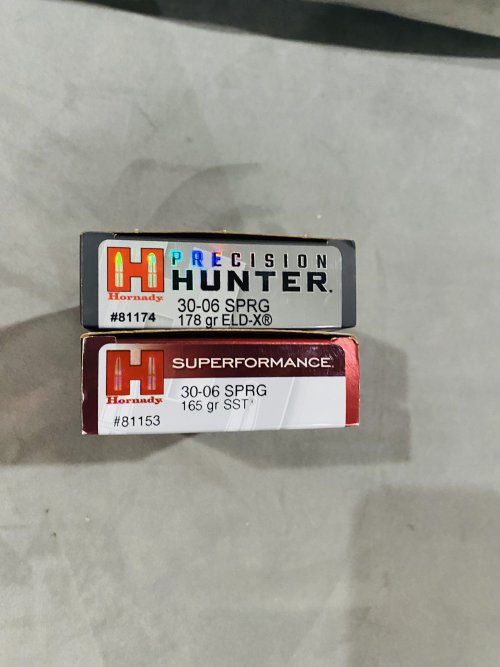 PRECISION
HUNTER.
Hornady
30-06 SPRG
#81174
178 gr ELD-X®
SUPERFORMANCE
Hornady
30-06 SPRG
165 gr SST
#81153